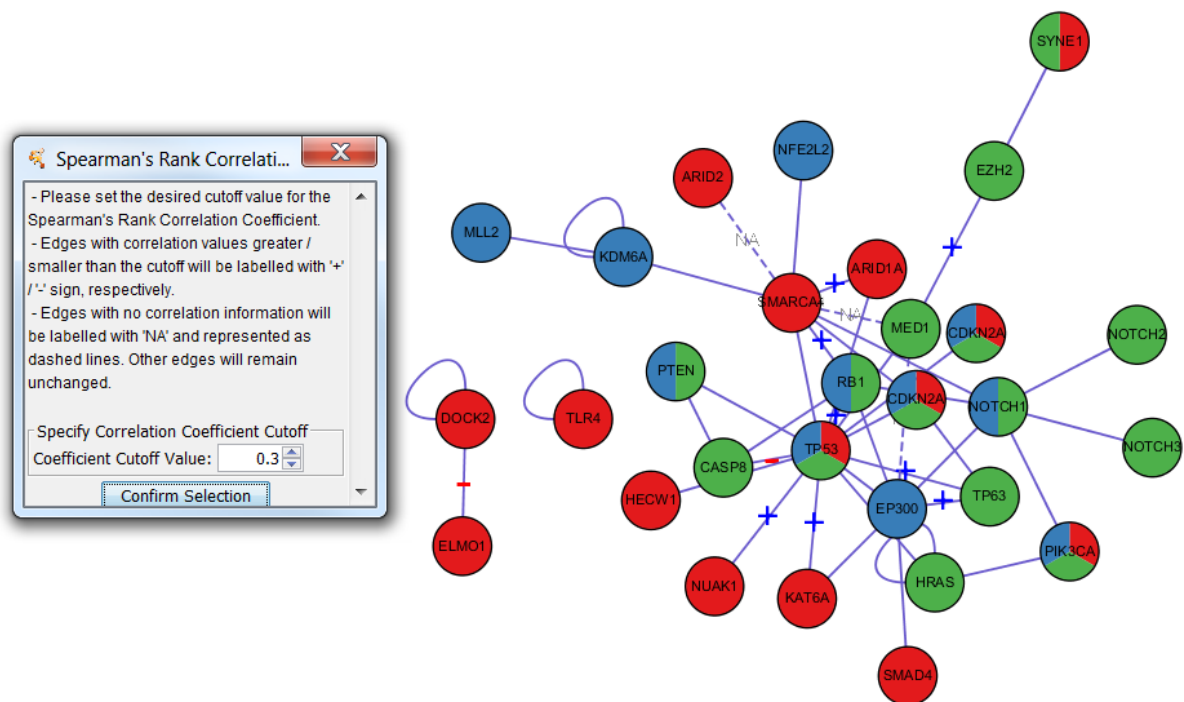 Spearman's Rank Correlati...
- Please set the desired cutoff value for the
Spearman's Rank Correlation Coefficient.
- Edges with correlation values greater /
smaller than the cutoff will be labelled with '+'
/ '-' sign, respectively.
- Edges with no correlation information will
be labelled with 'NA' and represented as
dashed lines. Other edges will remain
unchanged.
Specify Correlation Coefficient Cutoff
Coefficient Cutoff Value: 0.3
Confirm Selection
SYNE1
NFE2L2
EZH2
ARID2
MLL2
NA
KDM6A
+
ARID1A
+
SMARCA4
NA
MED1
CDKN2A
NOTCH2
+
PTEN
RB1
CDKN2A
NOTCH1
DOCK2
TLR4
+
NOTCH3
TP53
CASP8
-
+
-
HECW1
+
TP63
EP300
+
+
ELMO1
PIK3CA
NUAK1
KAT6A
HRAS
SMAD4